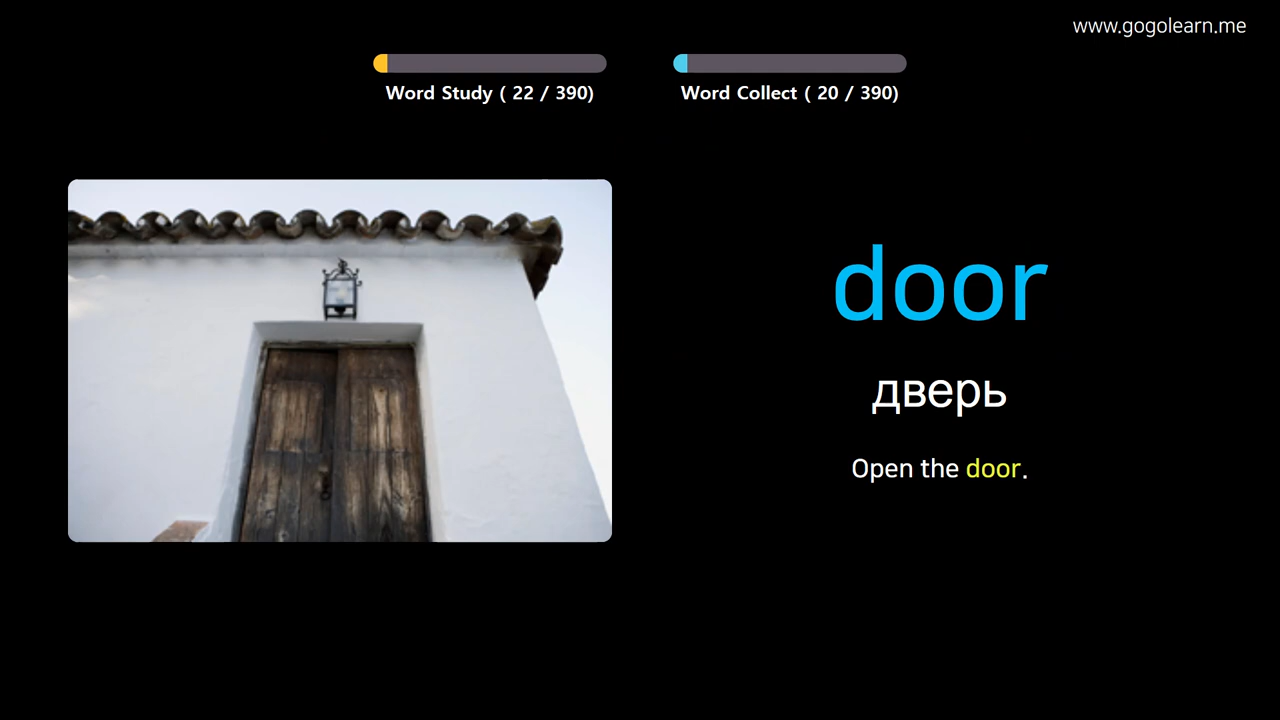 www.gogolearn.me
Word Study ( 22 / 390)
Word Collect ( 20 / 390)
door
дверь
Open the door.